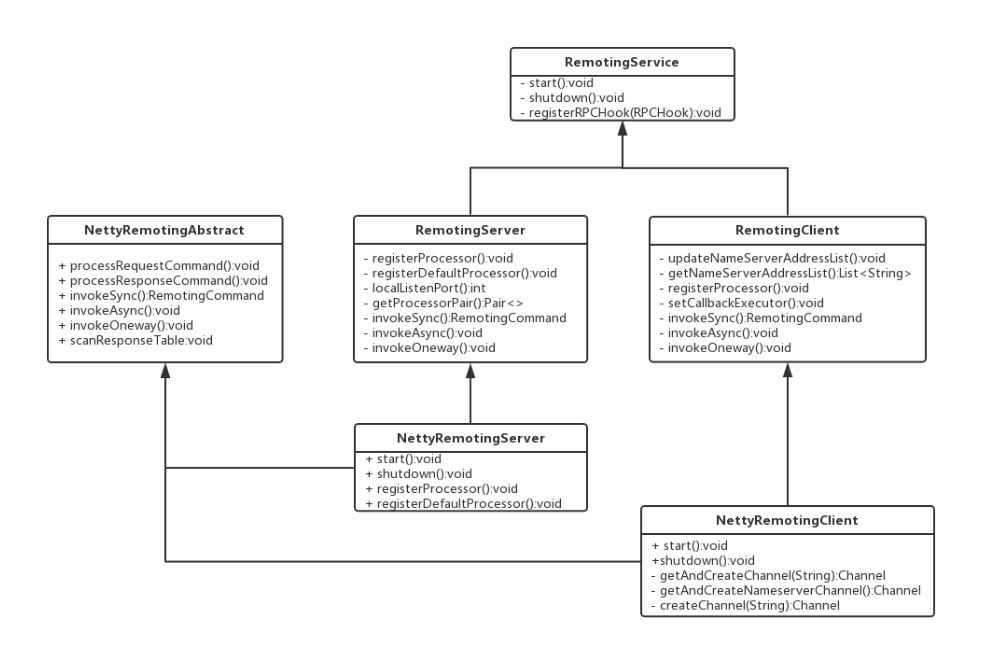 RemotingService
- start():void
- shutdown():void
- registerRPCHook(RPCHook):void
NettyRemotingAbstract
+ processRequestCommand():void
+ processResponseCommand():void
+ invokeSync():RemotingCommand
+ invokeAsync():void
+ invokeOneway():void
+ scanResponseTable:void
RemotingServer
- registerProcessor():void
- registerDefaultProcessor():void
- localListenPort():int
- getProcessorPair():Pair<>
- invokeSync():RemotingCommand
- invokeAsync():void
- invokeOneway():void
RemotingClient
- updateNameServerAddressList():void
- getNameServerAddressList():List<String>
- registerProcessor():void
- setCallbackExecutor():void
- invokeSync():RemotingCommand
- invokeAsync():void
- invokeOneway():void
NettyRemotingServer
+ start():void
+ shutdown():void
+ registerProcessor():void
+ registerDefaultProcessor():void
NettyRemotingClient
+ start():void
+shutdown():void
- getAndCreateChannel(String):Channel
- getAndCreateNameserverChannel():Channel
- createChannel(String):Channel